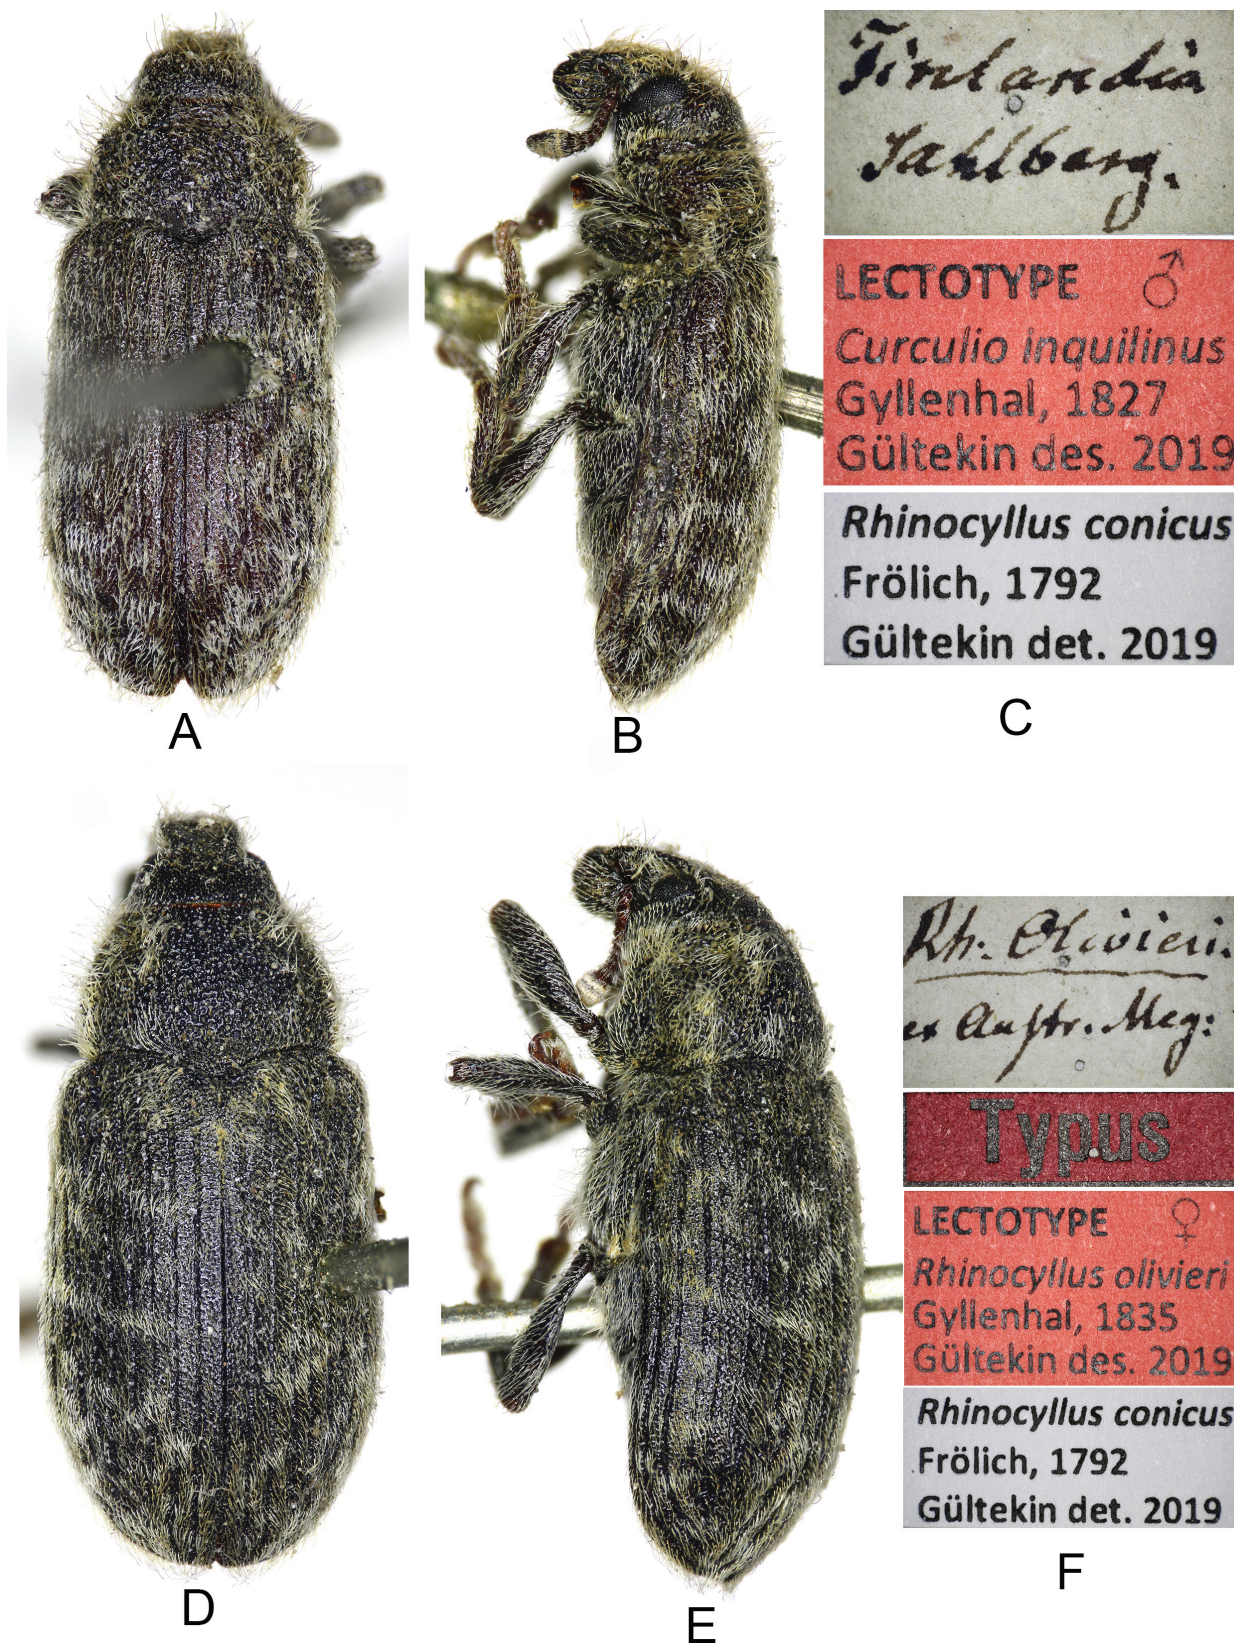 Finlandia
Sahlberg.
LECTOTYPE ♂
Curculio inquilinus
Gyllenhal, 1827
Gültekin des. 2019
Rhinocyllus conicus
Frölich, 1792
Gültekin det. 2019
A
B
C
Rh: Olivieri.
ex Austr. Meg:
Typus
LECTOTYPE ♀
Rhinocyllus olivieri
Gyllenhal, 1835
Gültekin des. 2019
Rhinocyllus conicus
Frölich, 1792
Gültekin det. 2019
D
E
F